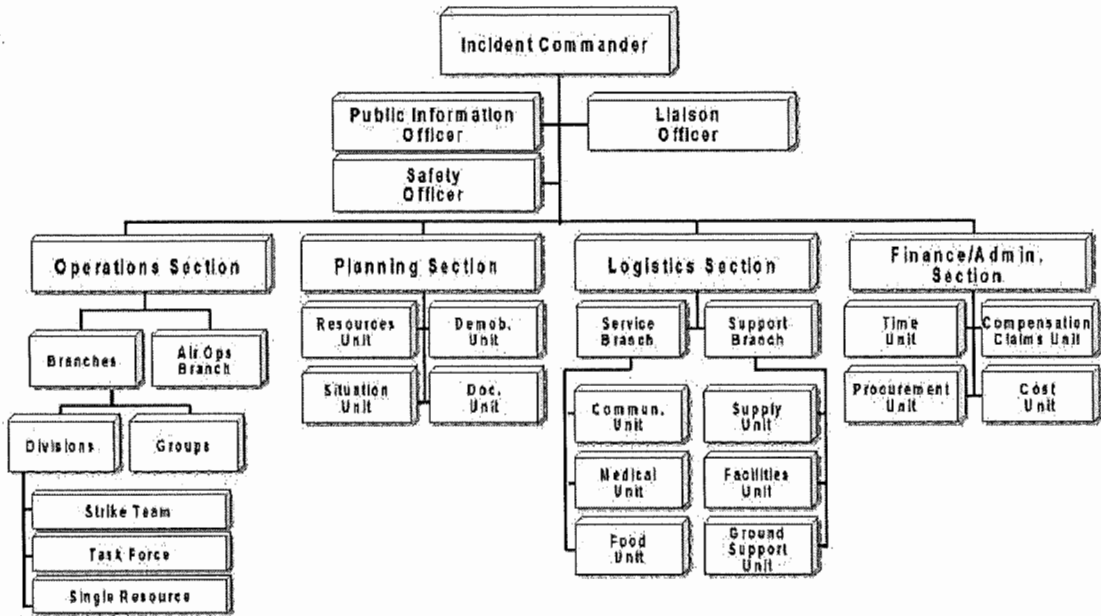 Incident Commander
Public Information
Officer
Liaison
Officer
Safety
Officer
Operations Section
Planning Section
Logistics Section
Finance/Admin.
Section
Branches
Air Ops
Branch
Divisions
Groups
Strike Team
Task Force
Single Resource
Resources
Unit
Demob.
Unit
Situation
Unit
Doc.
Unit
Service
Branch
Support
Branch
Commun.
Unit
Supply
Unit
Medical
Unit
Facilities
Unit
Food
Unit
Ground
Support
Unit
Time
Unit
Compensation
Claims Unit
Procurement
Unit
Cost
Unit